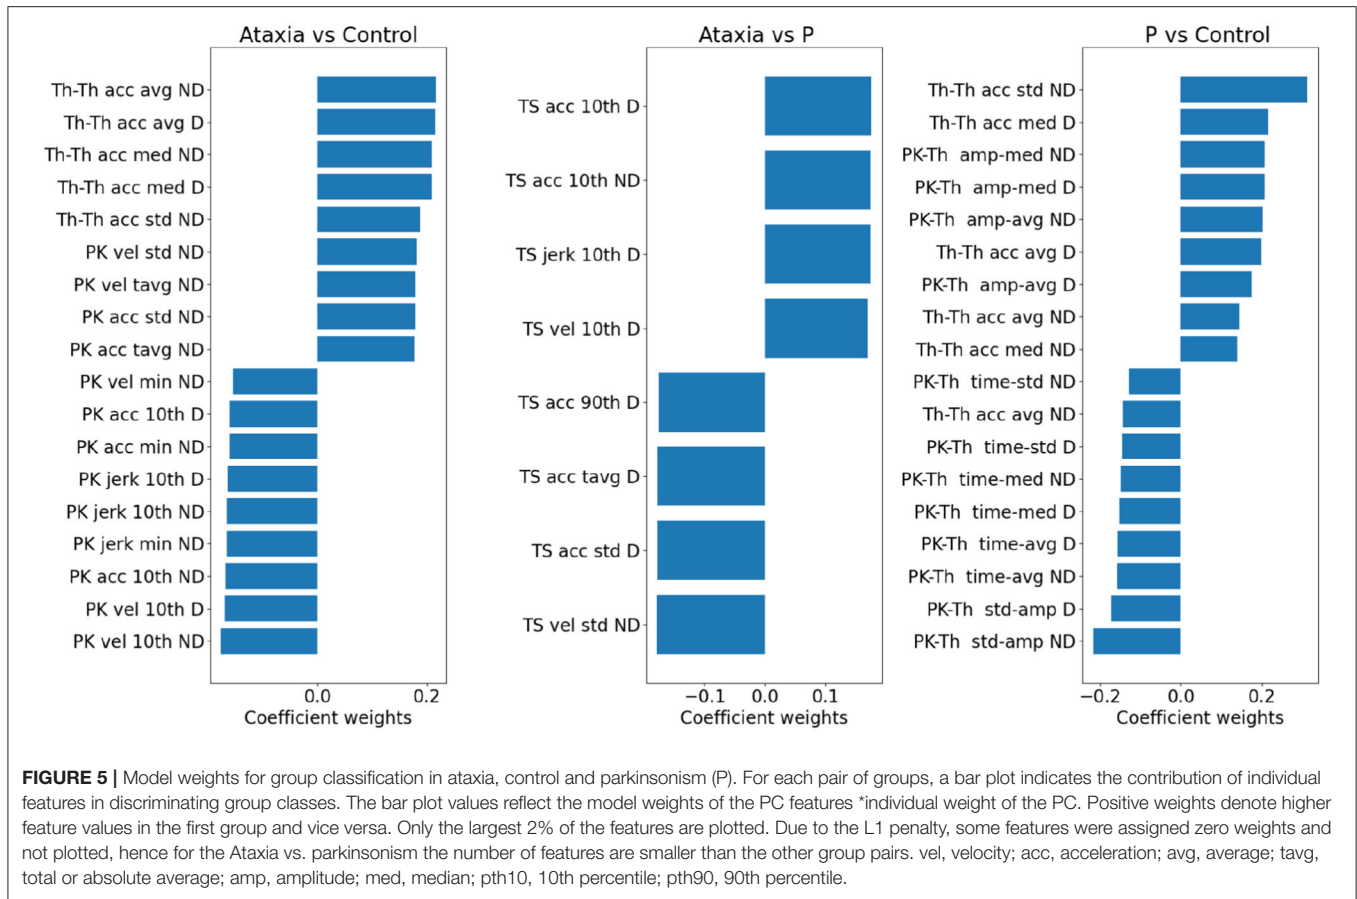 Ataxia vs Control
Th-Th acc avg ND
Th-Th acc avg D
Th-Th acc med ND
Th-Th acc med D
Th-Th acc std ND
PK vel std ND
PK vel tavg ND
PK acc std ND
PK acc tavg ND
PK vel min ND
PK acc 10th D
PK acc min ND
PK jerk 10th D
PK jerk 10th ND
PK jerk min ND
PK acc 10th ND
PK vel 10th D
PK vel 10th ND
0.0 0.2
Coefficient weights
Ataxia vs P
TS acc 10th D
TS acc 10th ND
TS jerk 10th D
TS vel 10th D
TS acc 90th D
TS acc tavg D
TS acc std D
TS vel std ND
−0.1 0.0 0.1
Coefficient weights
P vs Control
Th-Th acc std ND
Th-Th acc med D
PK-Th amp-med ND
PK-Th amp-med D
PK-Th amp-avg ND
Th-Th acc avg D
PK-Th amp-avg D
Th-Th acc avg ND
Th-Th acc med ND
PK-Th time-std ND
Th-Th acc avg ND
PK-Th time-std D
PK-Th time-med ND
PK-Th time-med D
PK-Th time-avg D
PK-Th time-avg ND
PK-Th std-amp D
PK-Th std-amp ND
−0.2 0.0 0.2
Coefficient weights
FIGURE 5 | Model weights for group classification in ataxia, control and parkinsonism (P). For each pair of groups, a bar plot indicates the contribution of individual
features in discriminating group classes. The bar plot values reflect the model weights of the PC features *individual weight of the PC. Positive weights denote higher
feature values in the first group and vice versa. Only the largest 2% of the features are plotted. Due to the L1 penalty, some features were assigned zero weights and
not plotted, hence for the Ataxia vs. parkinsonism the number of features are smaller than the other group pairs. vel, velocity; acc, acceleration; avg, average; tavg,
total or absolute average; amp, amplitude; med, median; pth10, 10th percentile; pth90, 90th percentile.